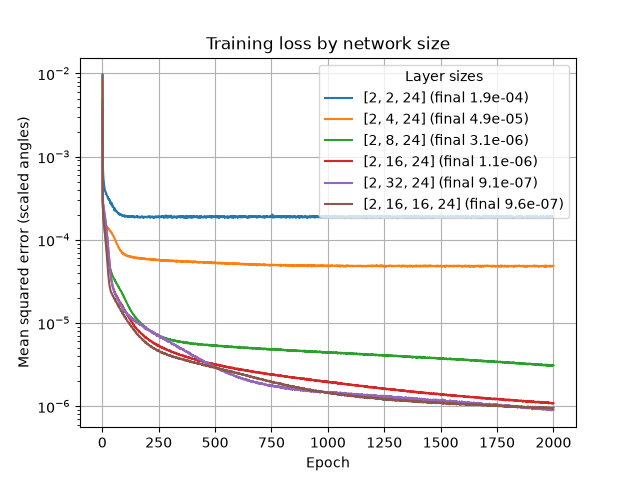 Training loss by network size
Mean squared error (scaled angles)
10⁻²
10⁻³
10⁻⁴
10⁻⁵
10⁻⁶
Layer sizes
[2, 2, 24] (final 1.9e-04)
[2, 4, 24] (final 4.9e-05)
[2, 8, 24] (final 3.1e-06)
[2, 16, 24] (final 1.1e-06)
[2, 32, 24] (final 9.1e-07)
[2, 16, 16, 24] (final 9.6e-07)
0 250 500 750 1000 1250 1500 1750 2000
Epoch